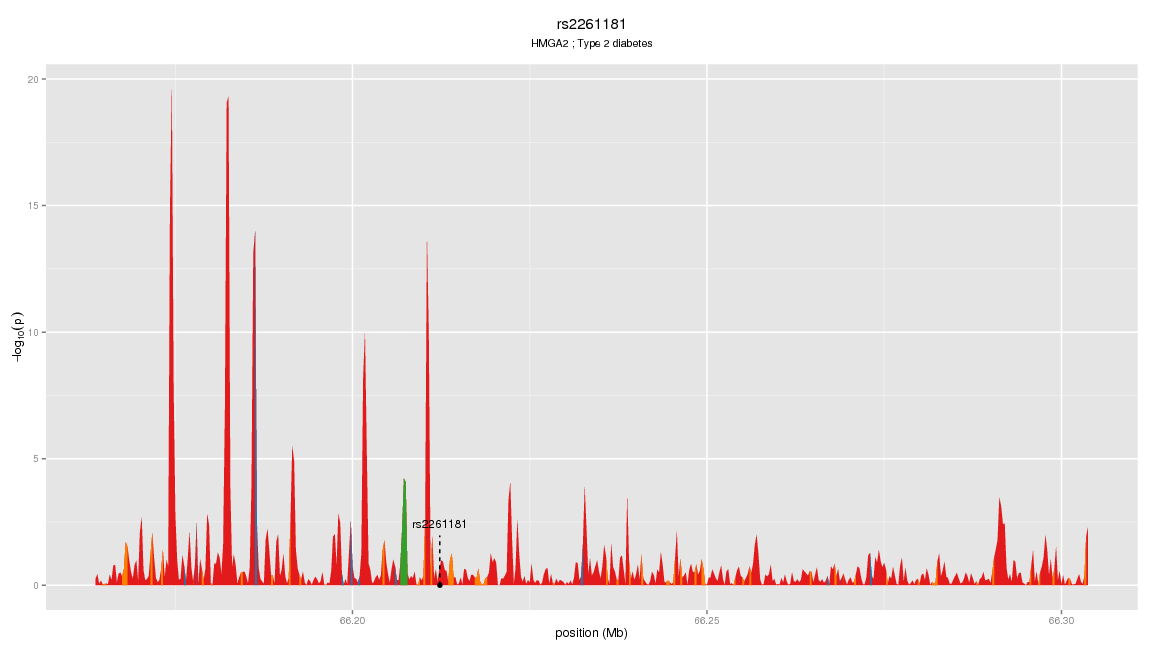 rs2261181
HMGA2 ; Type 2 diabetes
20
15
10
5
0
−log10(p)
rs2261181
66.20
66.25
66.30
position (Mb)